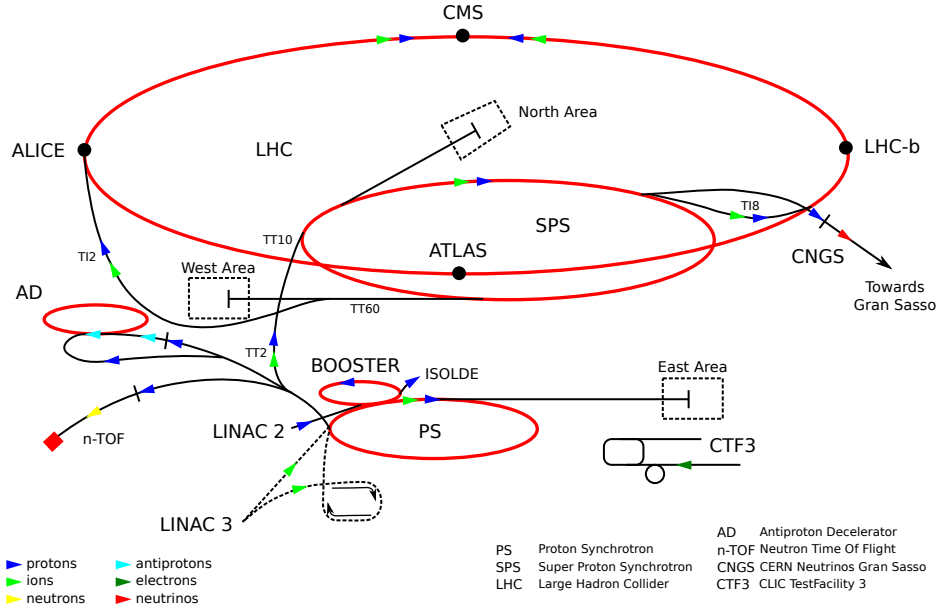 CMS
North Area
ALICE
LHC
LHC-b
TI8
SPS
TT10
ATLAS
CNGS
TI2
West Area
Towards
Gran Sasso
AD
TT60
TT2
BOOSTER
ISOLDE
East Area
LINAC 2
PS
n-TOF
CTF3
LINAC 3
protons
ions
neutrons
antiprotons
electrons
neutrinos
PS Proton Synchrotron
SPS Super Proton Synchrotron
LHC Large Hadron Collider
AD Antiproton Decelerator
n-TOF Neutron Time Of Flight
CNGS CERN Neutrinos Gran Sasso
CTF3 CLIC TestFacility 3